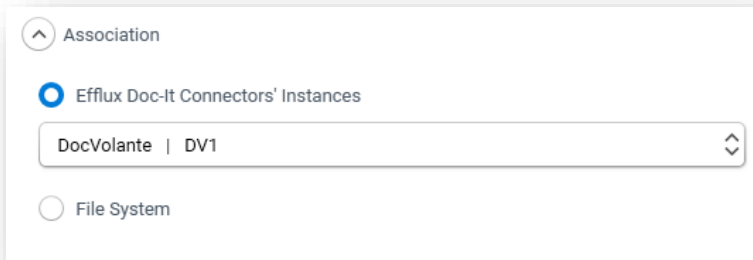 Association
Efflux Doc-It Connectors' Instances
DocVolante | DV1
File System